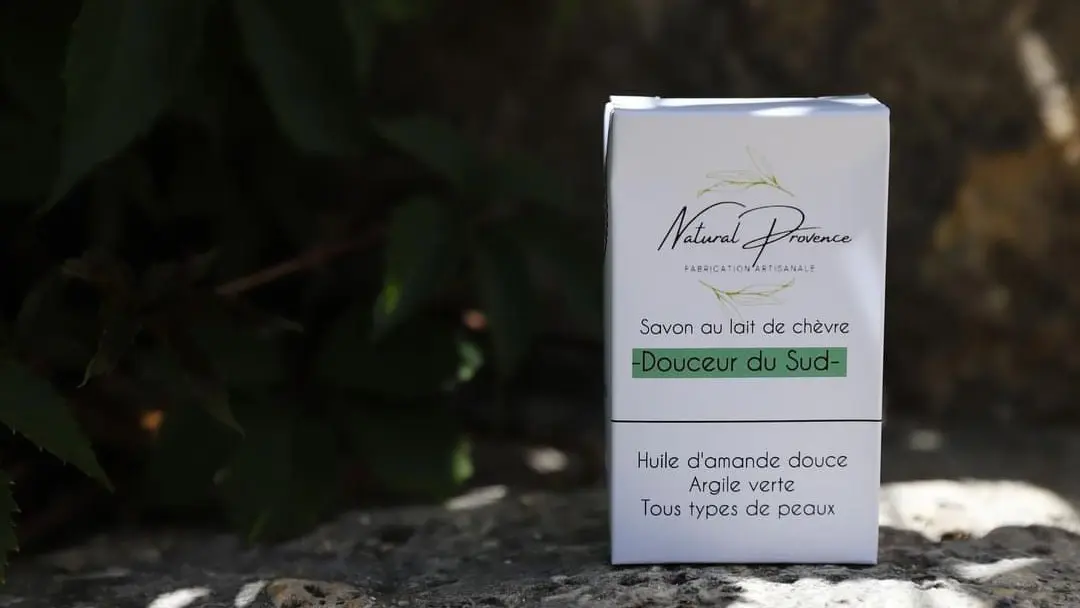 Natural Provence
FABRICATION ARTISANALE
Savon au lait de chèvre
-Douceur du Sud-
Huile d'amande douce
Argile verte
Tous types de peaux